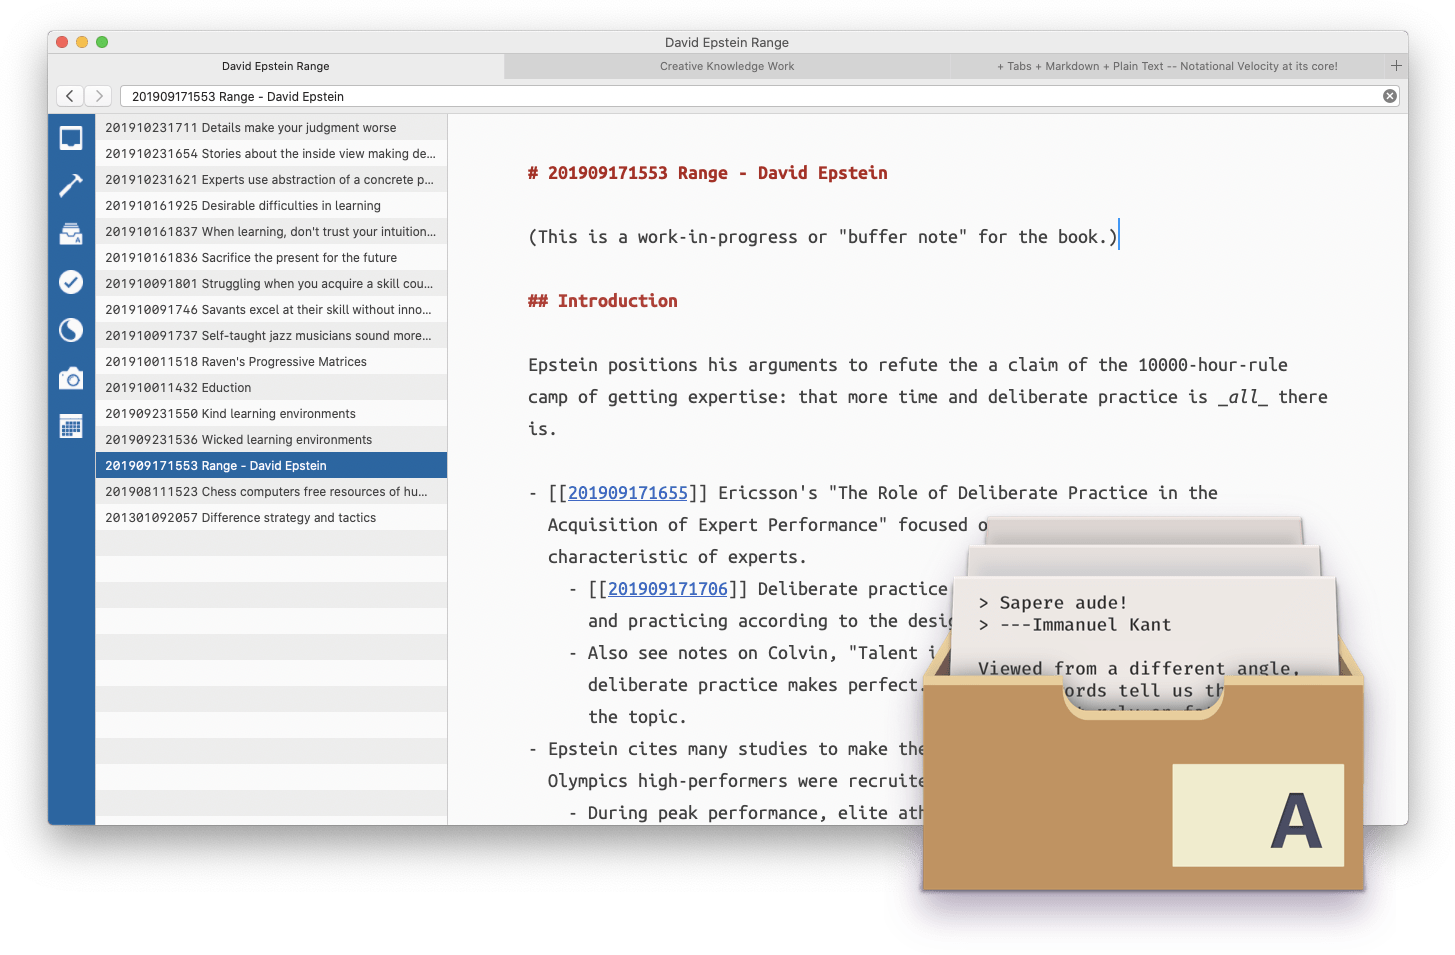 David Epstein Range
David Epstein Range
Creative Knowledge Work
+ Tabs + Markdown + Plain Text -- Notational Velocity at its core!
201909171553 Range - David Epstein
201910231711 Details make your judgment worse
201910231654 Stories about the inside view making de...
201910231621 Experts use abstraction of a concrete p...
201910161925 Desirable difficulties in learning
201910161837 When learning, don't trust your intuition...
201910161836 Sacrifice the present for the future
201910091801 Struggling when you acquire a skill cou...
201910091746 Savants excel at their skill without inno...
201910091737 Self-taught jazz musicians sound more...
201910011518 Raven's Progressive Matrices
201910011432 Eduction
201909231550 Kind learning environments
201909231536 Wicked learning environments
201909171553 Range - David Epstein
201908111523 Chess computers free resources of hu...
201301092057 Difference strategy and tactics
# 201909171553 Range - David Epstein
(This is a work-in-progress or "buffer note" for the book.)
## Introduction
Epstein positions his arguments to refute the a claim of the 10000-hour-rule
camp of getting expertise: that more time and deliberate practice is _all_ there
is.
- [[201909171655]] Ericsson's "The Role of Deliberate Practice in the
Acquisition of Expert Performance" focused o
characteristic of experts.
- [[201909171706]] Deliberate practice
and practicing according to the desig
- Also see notes on Colvin, "Talent i
deliberate practice makes perfect.
the topic.
- Epstein cites many studies to make the
Olympics high-performers were recruite
- During peak performance, elite ath
> Sapere aude!
> ---Immanuel Kant
Viewed from a different angle,
ords tell us th
A